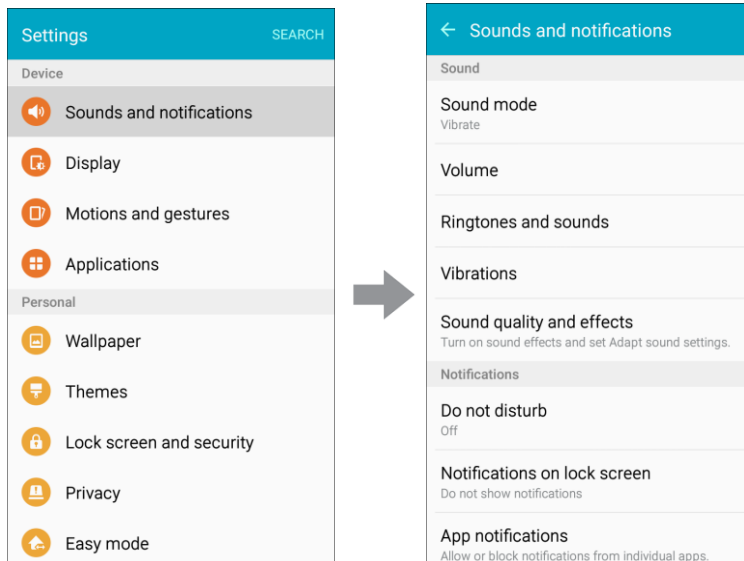 Settings
SEARCH
Device
Sounds and notifications
Display
Motions and gestures
Applications
Personal
Wallpaper
Themes
Lock screen and security
Privacy
Easy mode
Sounds and notifications
Sound
Sound mode
Vibrate
Volume
Ringtones and sounds
Vibrations
Sound quality and effects
Turn on sound effects and set Adapt sound settings.
Notifications
Do not disturb
Off
Notifications on lock screen
Do not show notifications
App notifications
Allow or block notifications from individual apps.